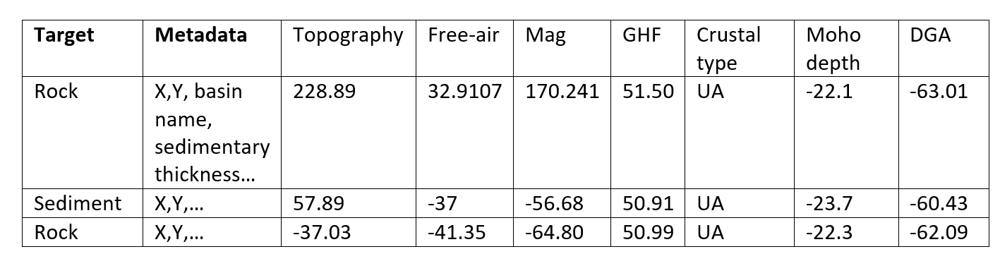 Target Metadata Topography Free-air Mag GHF Crustal type Moho depth DGA
Rock X,Y, basin name, sedimentary thickness... 228.89 32.9107 170.241 51.50 UA -22.1 -63.01
Sediment X,Y,... 57.89 -37 -56.68 50.91 UA -23.7 -60.43
Rock X,Y,... -37.03 -41.35 -64.80 50.99 UA -22.3 -62.09